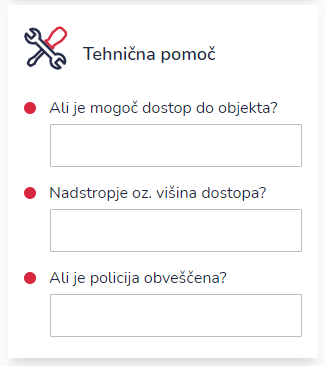 Tehnična pomoč
Ali je mogoč dostop do objekta?
Nadstropje oz. višina dostopa?
Ali je policija obveščena?